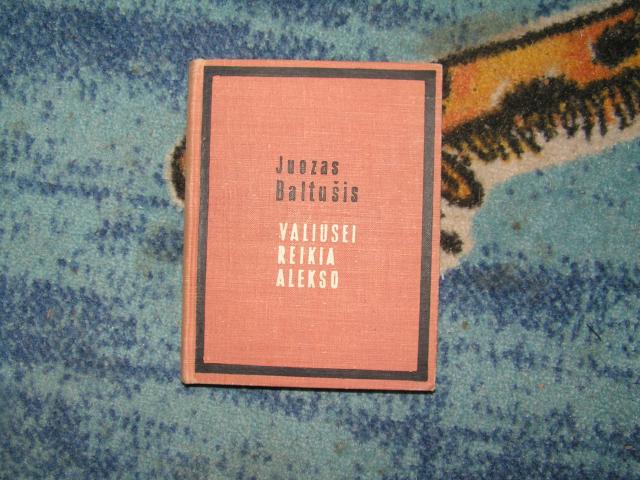 Juozas
Baltušis
VALIUSEI
REIKIA
ALEKSO